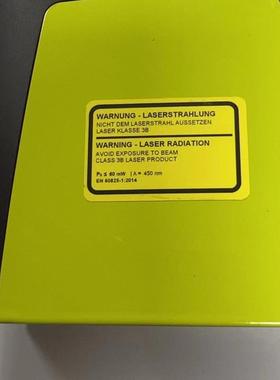 WARNUNG - LASERSTRAHLUNG
NICHT DEM LASERSTRAHL AUSSETZEN
LASER KLASSE 3B
WARNING - LASER RADIATION
AVOID EXPOSURE TO BEAM
CLASS 3B LASER PRODUCT
P₀ ≤ 60 mW | λ = 450 nm
EN 60825-1:2014